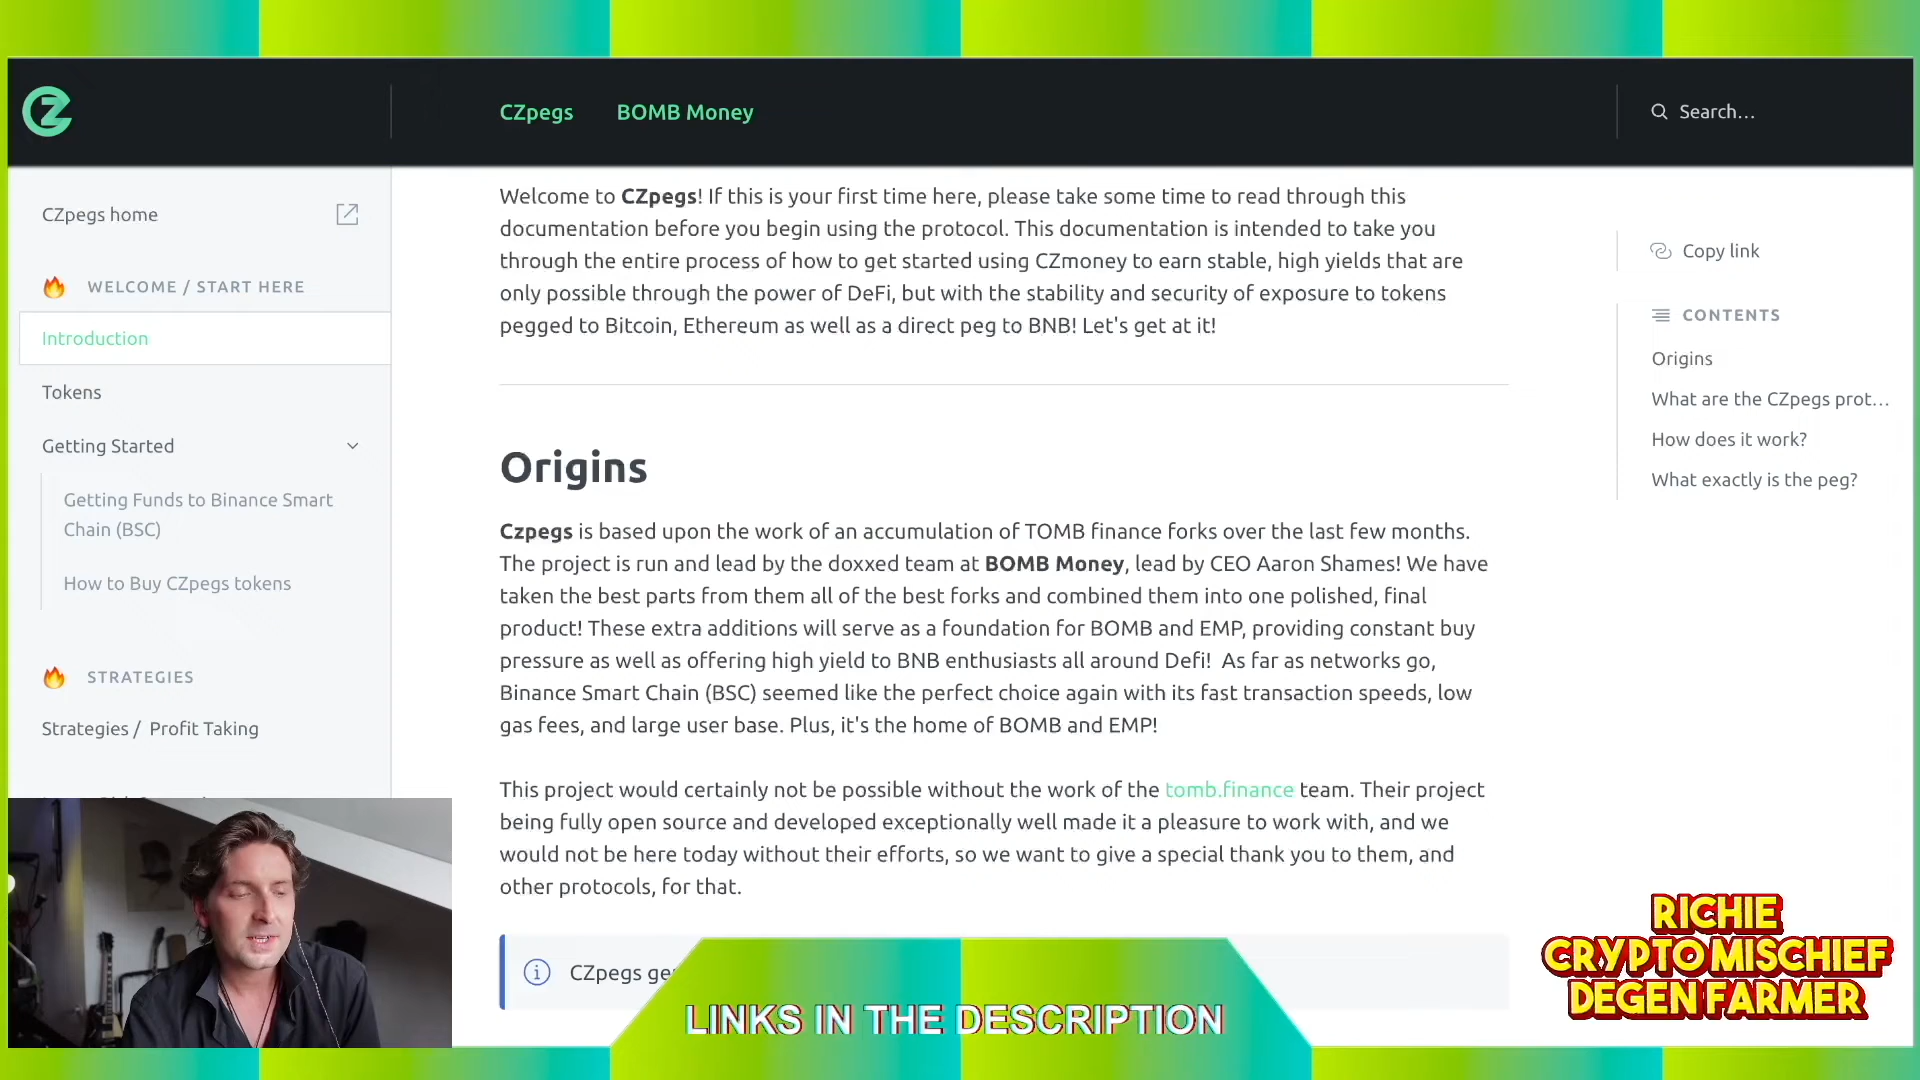 CZpegs
BOMB Money
Search...
CZpegs home
WELCOME / START HERE
Introduction
Tokens
Getting Started
Getting Funds to Binance Smart
Chain (BSC)
How to Buy CZpegs tokens
STRATEGIES
Strategies / Profit Taking
Welcome to CZpegs! If this is your first time here, please take some time to read through this
documentation before you begin using the protocol. This documentation is intended to take you
through the entire process of how to get started using CZmoney to earn stable, high yields that are
only possible through the power of DeFi, but with the stability and security of exposure to tokens
pegged to Bitcoin, Ethereum as well as a direct peg to BNB! Let's get at it!
Origins
Czpegs is based upon the work of an accumulation of TOMB finance forks over the last few months.
The project is run and lead by the doxxed team at BOMB Money, lead by CEO Aaron Shames! We have
taken the best parts from them all of the best forks and combined them into one polished, final
product! These extra additions will serve as a foundation for BOMB and EMP, providing constant buy
pressure as well as offering high yield to BNB enthusiasts all around Defi! As far as networks go,
Binance Smart Chain (BSC) seemed like the perfect choice again with its fast transaction speeds, low
gas fees, and large user base. Plus, it's the home of BOMB and EMP!
This project would certainly not be possible without the work of the tomb.finance team. Their project
being fully open source and developed exceptionally well made it a pleasure to work with, and we
would not be here today without their efforts, so we want to give a special thank you to them, and
other protocols, for that.
CZpegs
Copy link
CONTENTS
Origins
What are the CZpegs prot...
How does it work?
What exactly is the peg?
LINKS IN THE DESCRIPTION
RICHIE
CRYPTO MISCHIEF
DEGEN FARMER